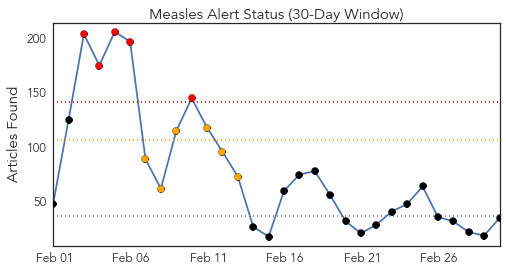 Measles Alert Status (30-Day Window)
Articles Found
200
150
100
50
Feb 01
Feb 06
Feb 11
Feb 16
Feb 21
Feb 26